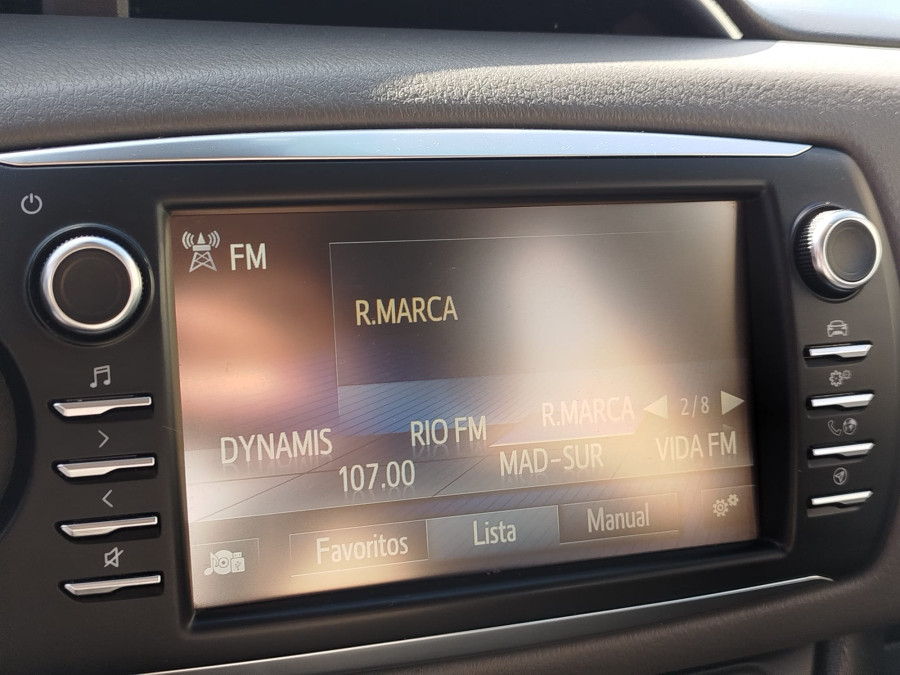 FM
R.MARCA
2/8
DYNAMIS RIO FM R.MARCA
107.00 MAD-SUR VIDA FM
Favoritos Lista Manual